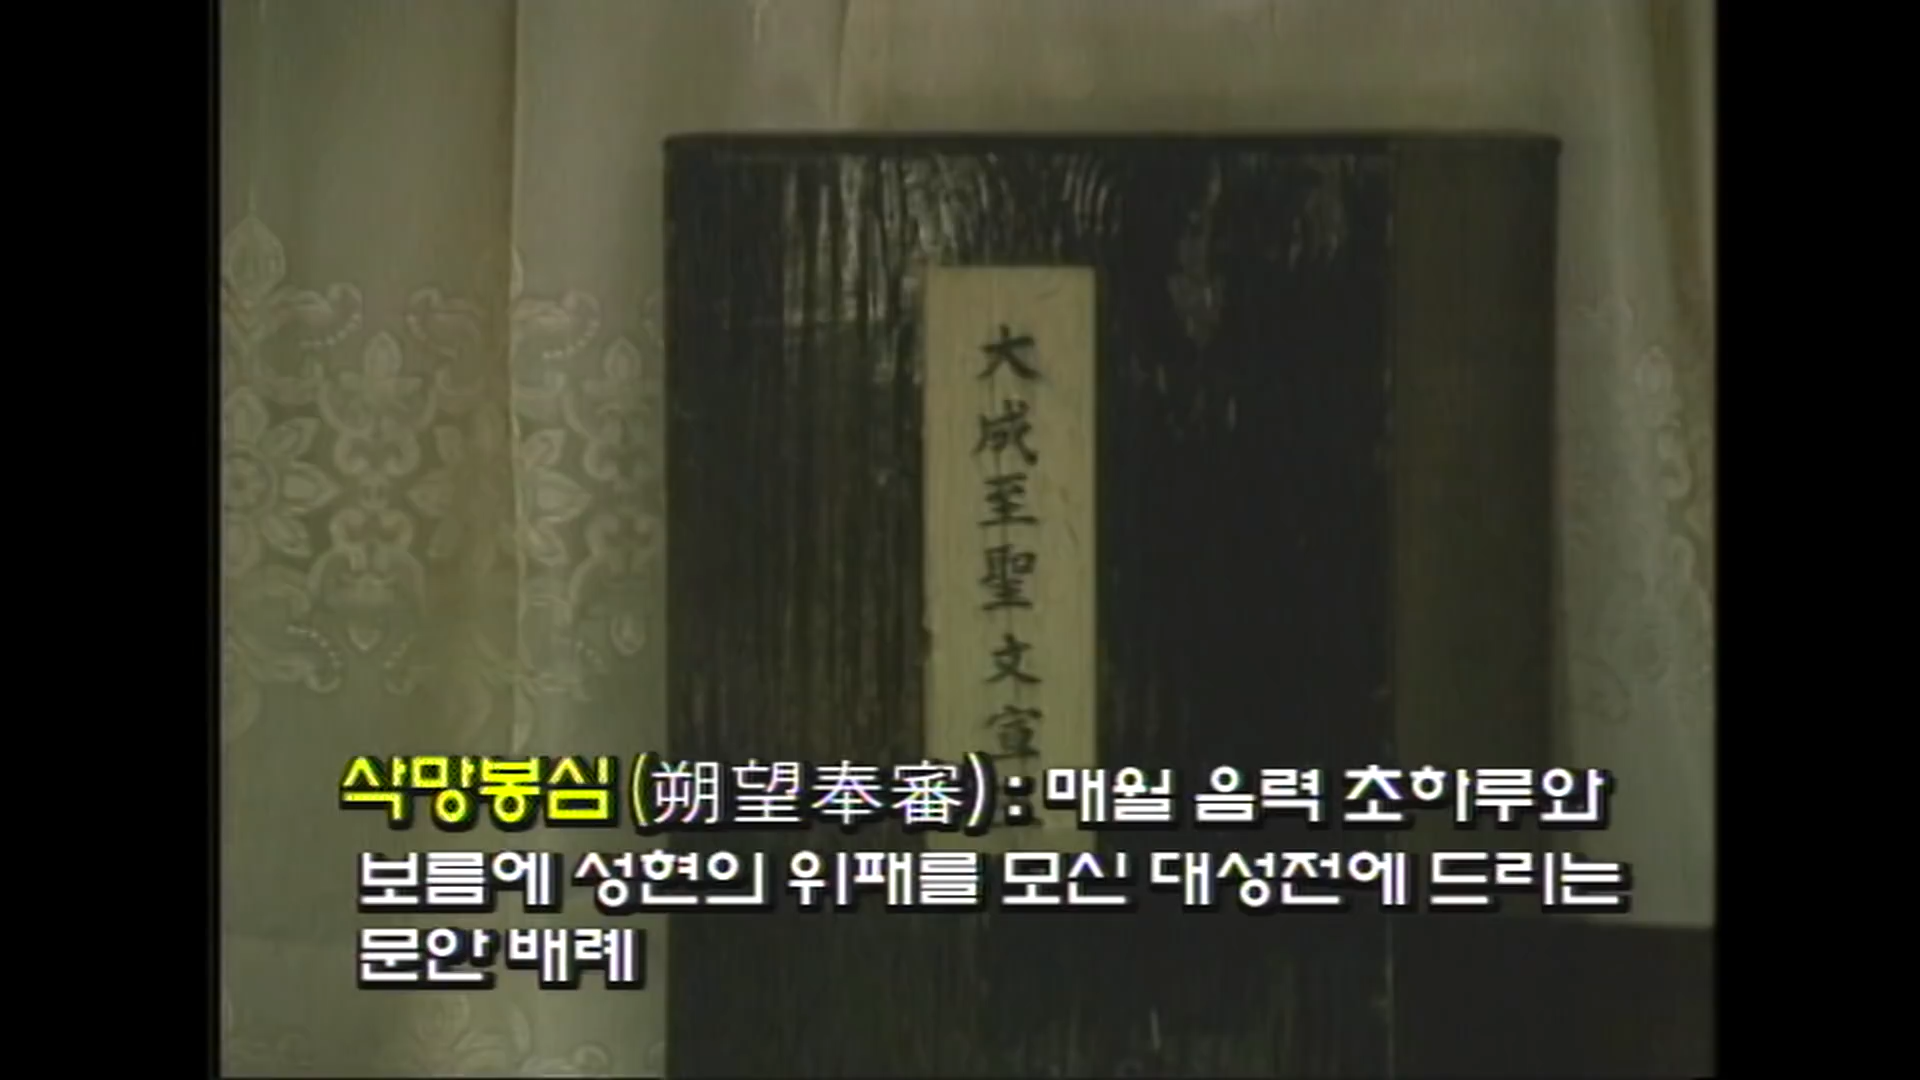 大成至聖文宣
삭망봉심(朔望奉審) : 매월 음력 초하루와
보름에 성현의 위패를 모신 대성전에 드리는
문안 배례